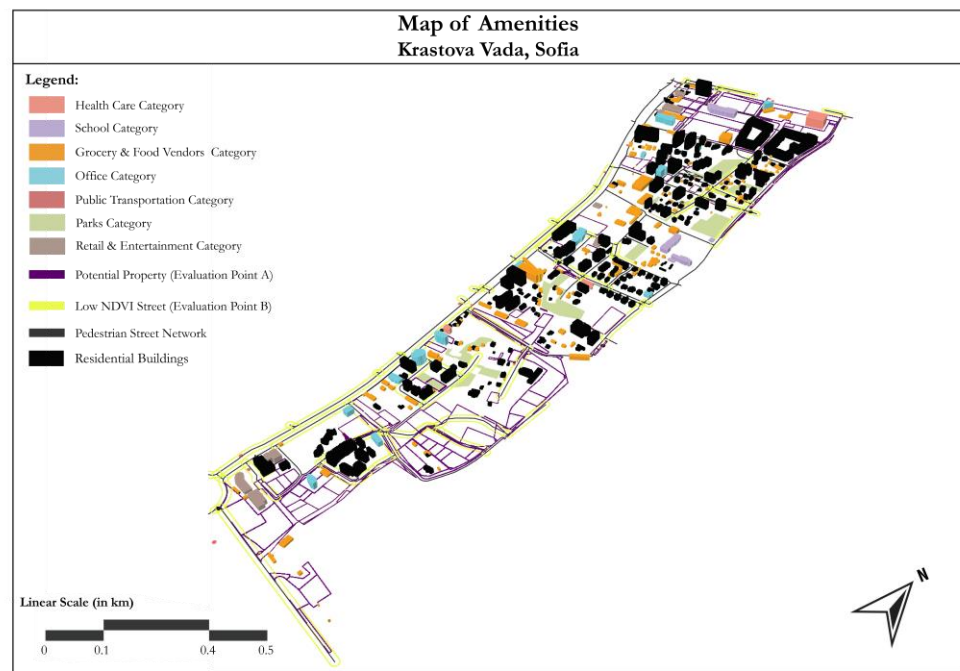 Map of Amenities
Krastova Vada, Sofia
Legend:
Health Care Category
School Category
Grocery & Food Vendors Category
Office Category
Public Transportation Category
Parks Category
Retail & Entertainment Category
Potential Property (Evaluation Point A)
Low NDVI Street (Evaluation Point B)
Pedestrian Street Network
Residential Buildings
N
Linear Scale (in km)
0 0.1 0.4 0.5